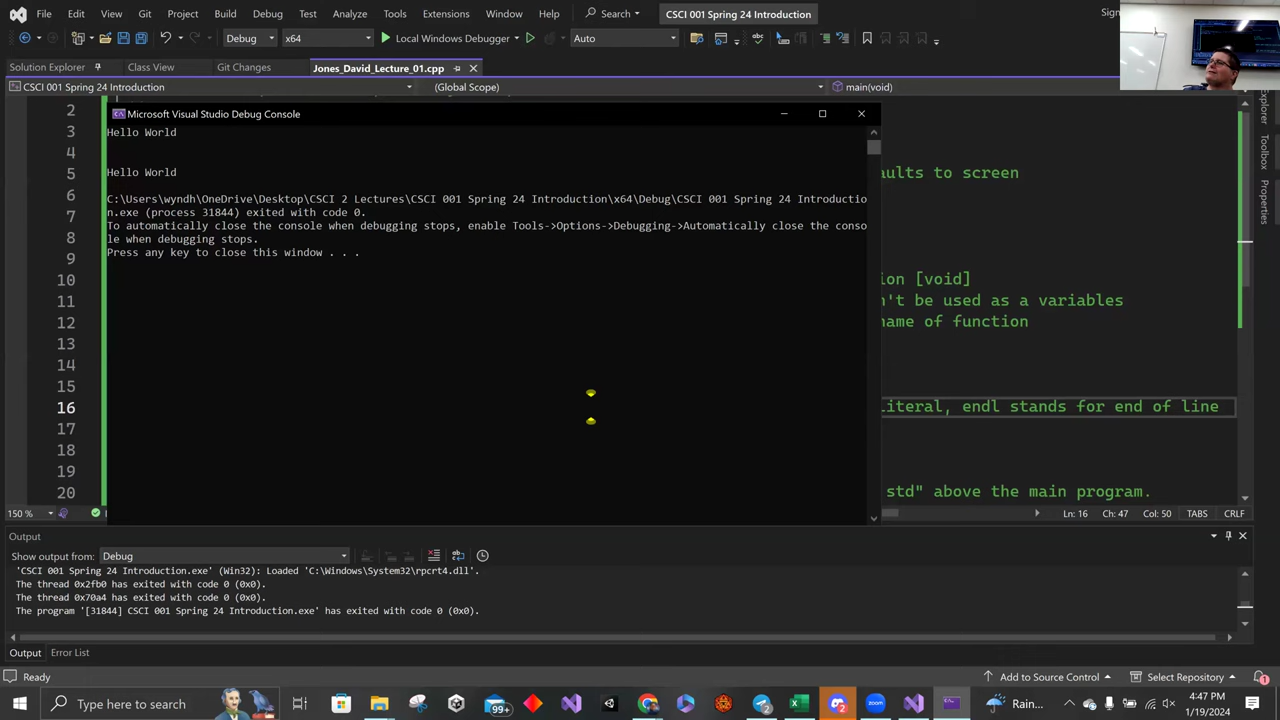 File Edit View Git Project Build Debug Test Analyze Tools Extensions Window Help Search CSCI 001 Spring 24 Introduction
Debug x64 Local Windows Debugger Auto
Solution Explorer Class View Git Changes Jones_David_Lectre_01.cpp
CSCI 001 Spring 24 Introduction (Global Scope) main(void)
Microsoft Visual Studio Debug Console
Hello World
Hello World
C:\Users\wyndh\OneDrive\Desktop\CSCI 2 Lectures\CSCI 001 Spring 24 Introduction\x64\Debug\CSCI 001 Spring 24 Introductio
n.exe (process 31844) exited with code 0.
To automatically close the console when debugging stops, enable Tools->Options->Debugging->Automatically close the conso
le when debugging stops.
Press any key to close this window . . .
2
3
4
5 aults to screen
6
7
8
9
10 ion [void]
11 n't be used as a variables
12 name of function
13
14
15
16 literal, endl stands for end of line
17
18
19
20 std" above the main program.
Explorer
Toolbox
Properties
150 % Ln: 16 Ch: 47 Col: 50 TABS CRLF
Output
Show output from: Debug
'CSCI 001 Spring 24 Introduction.exe' (Win32): Loaded 'C:\Windows\System32\rpcrt4.dll'.
The thread 0x2fb0 has exited with code 0 (0x0).
The thread 0x70a4 has exited with code 0 (0x0).
The program '[31844] CSCI 001 Spring 24 Introduction.exe' has exited with code 0 (0x0).
Output Error List
Ready Add to Source Control Select Repository 1
Type here to search 99+ zoom Rain... 4:47 PM
1/19/2024